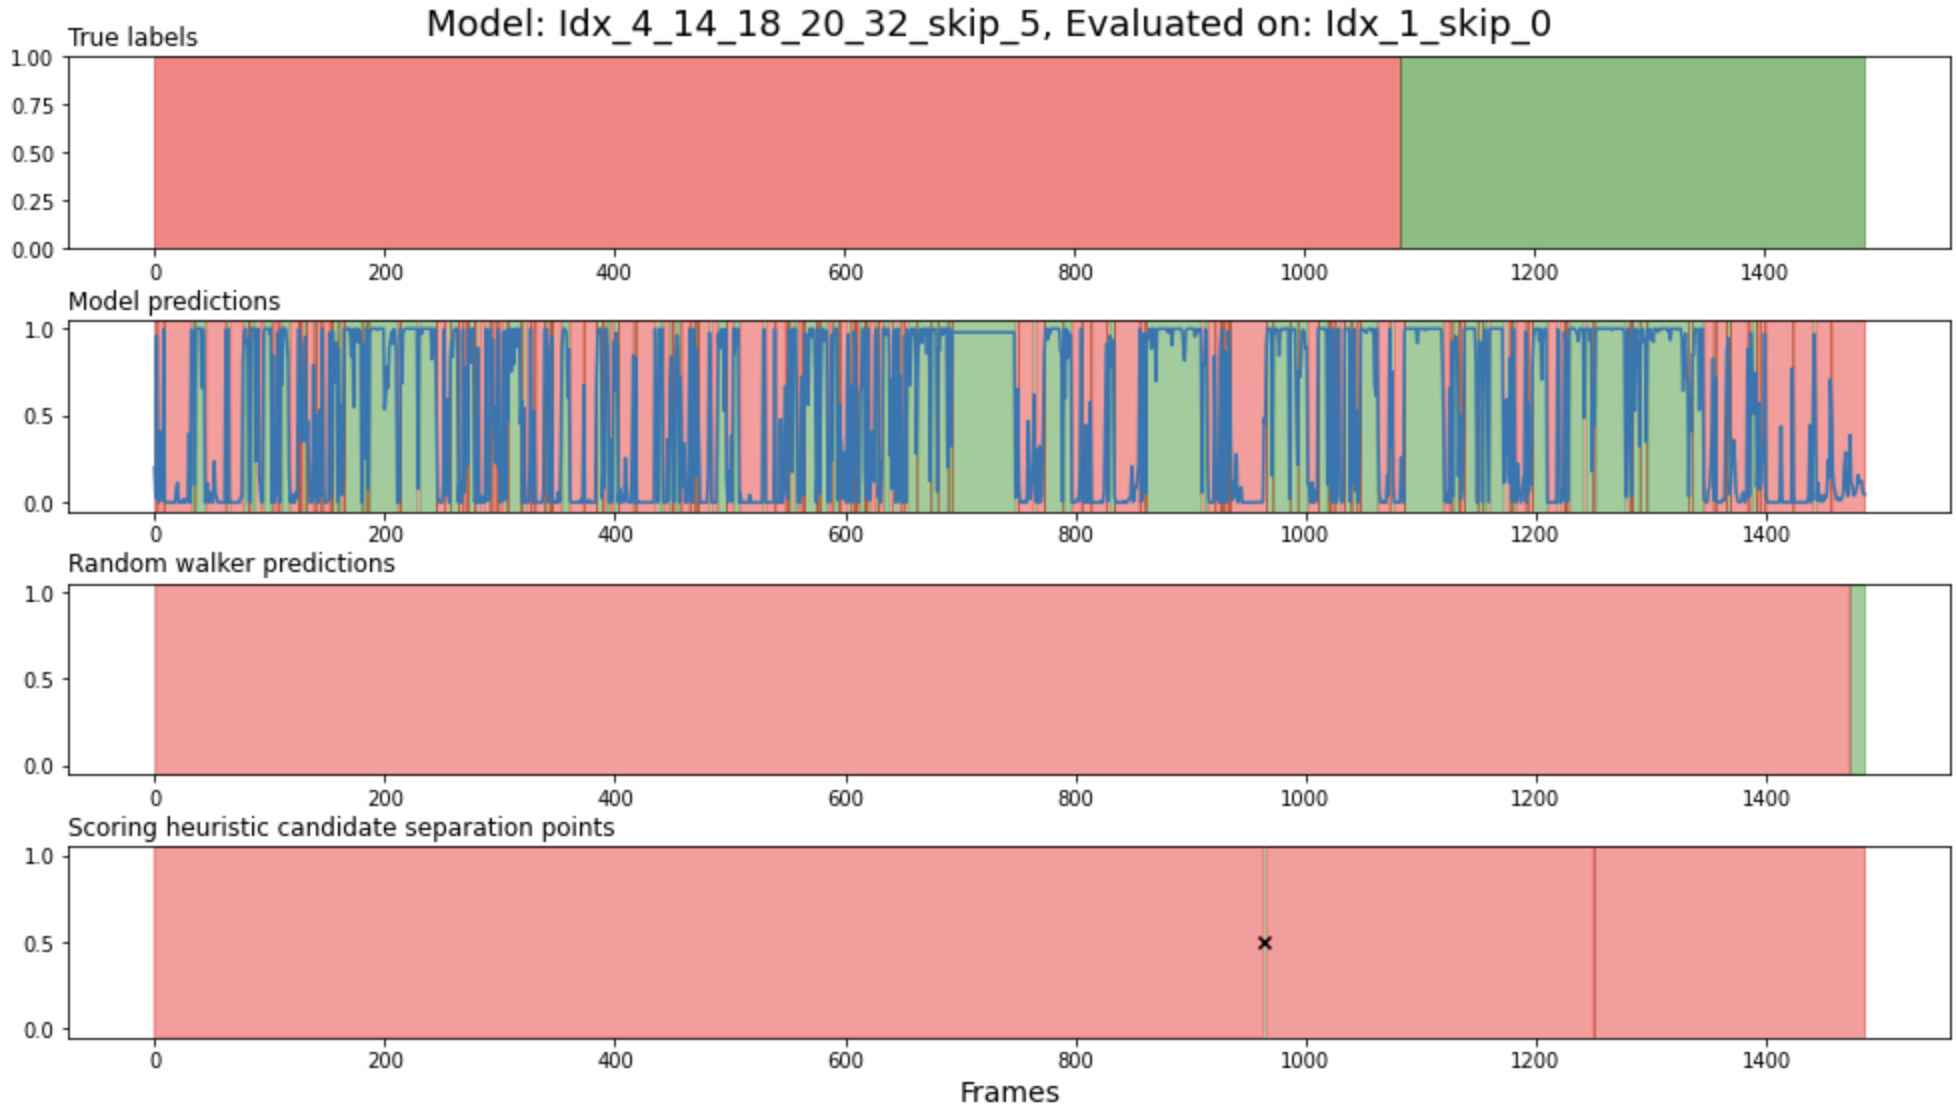 Model: Idx_4_14_18_20_32_skip_5, Evaluated on: Idx_1_skip_0
True labels
1.00
0.75
0.50
0.25
0.00
0 200 400 600 800 1000 1200 1400
Model predictions
1.0
0.5
0.0
0 200 400 600 800 1000 1200 1400
Random walker predictions
1.0
0.5
0.0
0 200 400 600 800 1000 1200 1400
Scoring heuristic candidate separation points
1.0
0.5
0.0
0 200 400 600 800 1000 1200 1400
Frames